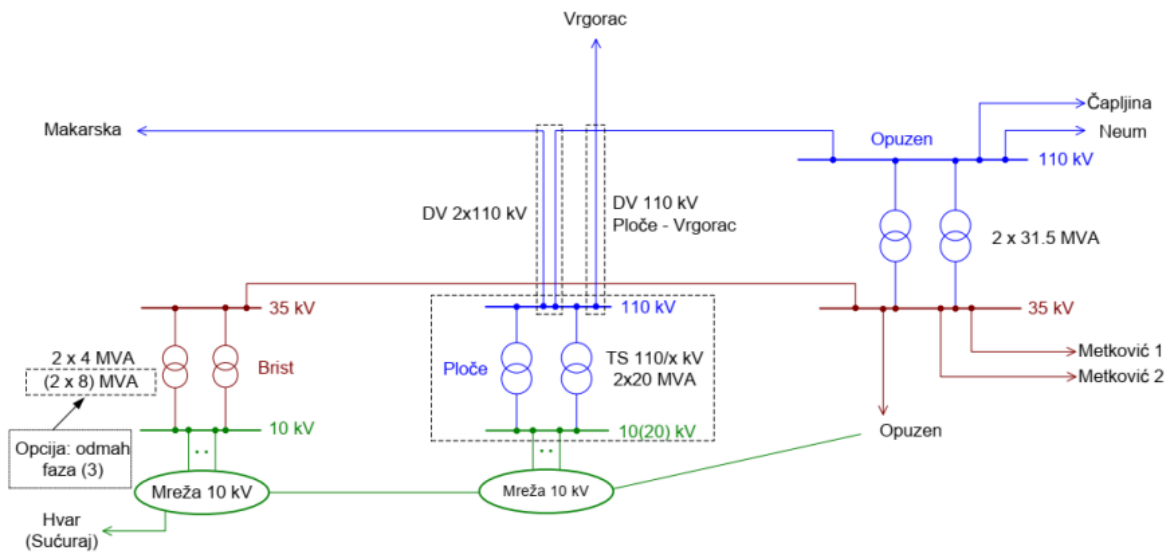 Vrgorac
Čapljina
Makarska
Neum
Opuzen
110 kV
DV 2x110 kV
DV 110 kV
Ploče - Vrgorac
2 x 31.5 MVA
35 kV
110 kV
35 kV
2 x 4 MVA
(2 x 8) MVA
Brist
Ploče
TS 110/x kV
2x20 MVA
Metković 1
Metković 2
10 kV
10(20) kV
Opuzen
Opcija: odmah
faza (3)
Mreža 10 kV
Mreža 10 kV
Hvar
(Sućuraj)